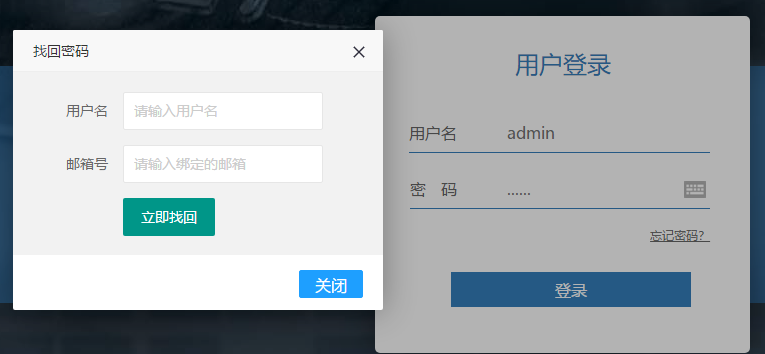 找回密码
用户名 请输入用户名
邮箱号 请输入绑定的邮箱
立即找回
关闭
用户登录
用户名 admin
密 码 ......
忘记密码？
登录